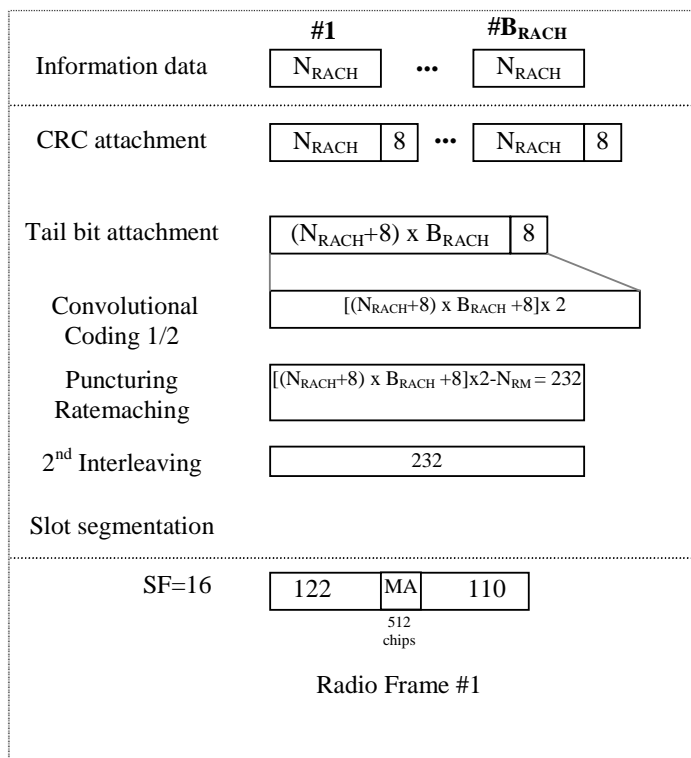 #1 #B_RACH
Information data N_RACH ••• N_RACH
CRC attachment N_RACH 8 ••• N_RACH 8
Tail bit attachment (N_RACH+8) x B_RACH 8
Convolutional
Coding 1/2
[(N_RACH+8) x B_RACH +8]x 2
Puncturing
Ratemaching
[(N_RACH+8) x B_RACH +8]x2-N_RM = 232
2nd Interleaving 232
Slot segmentation
SF=16 122 MA 110
512
chips
Radio Frame #1